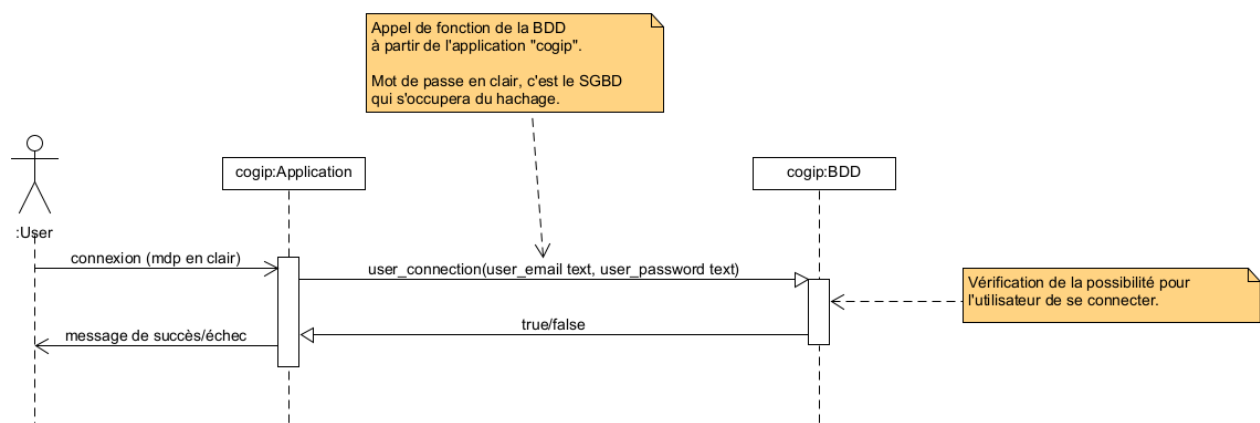 Appel de fonction de la BDD
à partir de l'application "cogip".
Mot de passe en clair, c'est le SGBD
qui s'occupera du hachage.
cogip:Application
cogip:BDD
:User
connexion (mdp en clair)
user_connection(user_email text, user_password text)
Vérification de la possibilité pour
l'utilisateur de se connecter.
true/false
message de succès/échec